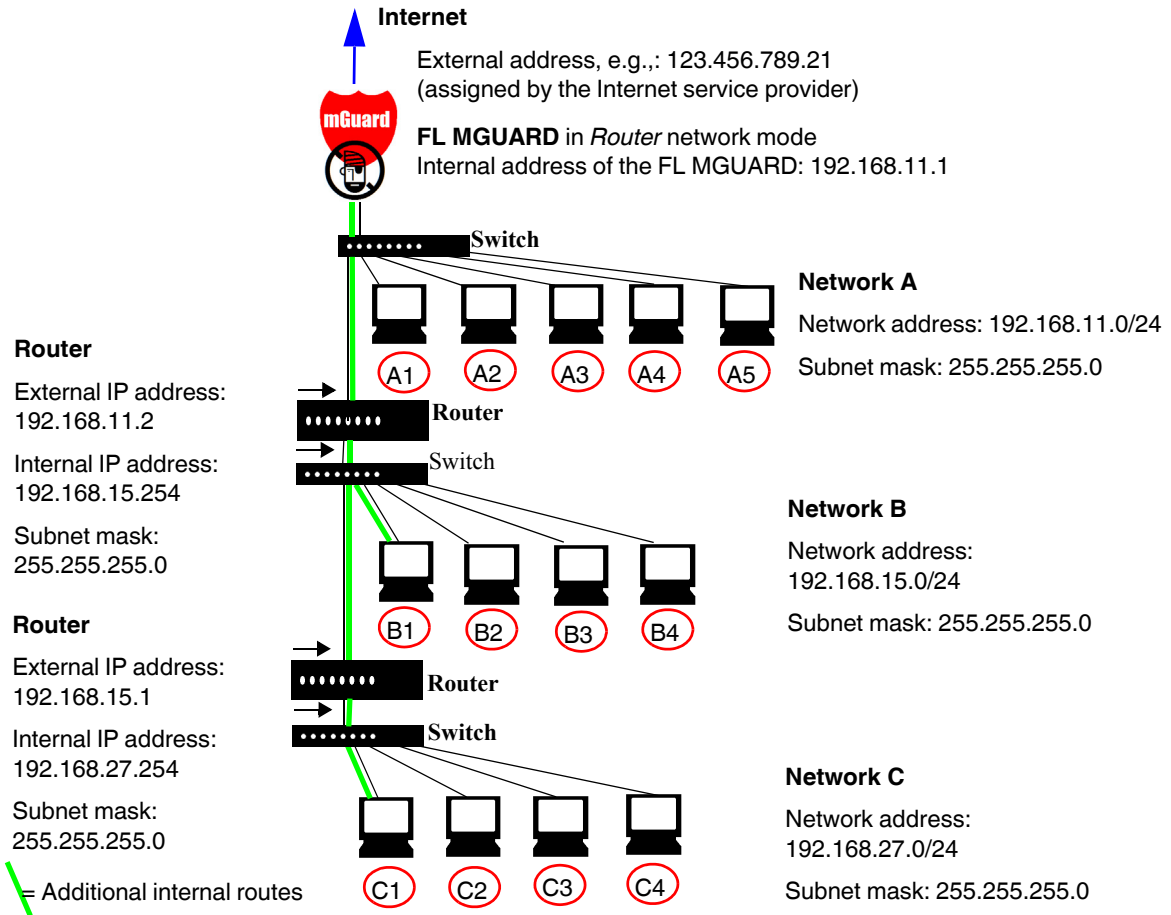 Internet
External address, e.g.,: 123.456.789.21
(assigned by the Internet service provider)
mGuard
FL MGUARD in Router network mode
Internal address of the FL MGUARD: 192.168.11.1
Switch
Network A
Network address: 192.168.11.0/24
Subnet mask: 255.255.255.0
A1
A2
A3
A4
A5
Router
External IP address:
192.168.11.2
Internal IP address:
192.168.15.254
Subnet mask:
255.255.255.0
Router
Switch
Network B
Network address:
192.168.15.0/24
Subnet mask: 255.255.255.0
B1
B2
B3
B4
Router
External IP address:
192.168.15.1
Internal IP address:
192.168.27.254
Subnet mask:
255.255.255.0
Router
Switch
Network C
Network address:
192.168.27.0/24
Subnet mask: 255.255.255.0
C1
C2
C3
C4
= Additional internal routes